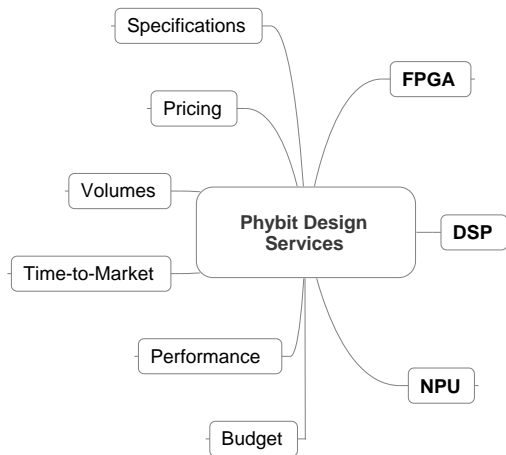 Specifications
FPGA
Pricing
Volumes
Phybit Design
Services
DSP
Time-to-Market
Performance
NPU
Budget